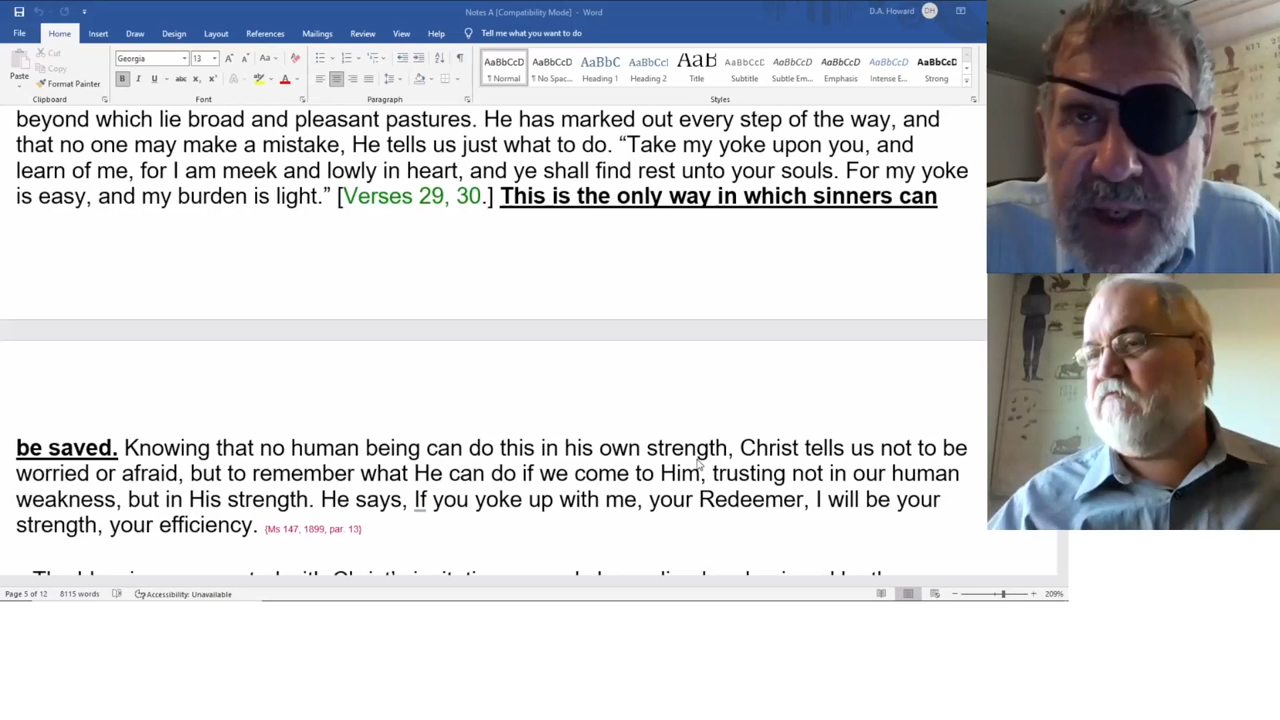 Notes A [Compatibility Mode] - Word
D.A. Howard DH
File Home Insert Draw Design Layout References Mailings Review View Help Tell me what you want to do
Cut
Copy
Format Painter
Paste
Georgia 13
B I U abc x₂ x²
Clipboard Font Paragraph Styles
AaBbCcD AaBbCcD AaBbC AaBbCcl AaB AaBbCcD AaBbCcD AaBbCcD AaBbCcD AaBbCcD
¶ Normal ¶ No Spac... Heading 1 Heading 2 Title Subtitle Subtle Em... Emphasis Intense E... Strong
beyond which lie broad and pleasant pastures. He has marked out every step of the way, and
that no one may make a mistake, He tells us just what to do. “Take my yoke upon you, and
learn of me, for I am meek and lowly in heart, and ye shall find rest unto your souls. For my yoke
is easy, and my burden is light.” [Verses 29, 30.] This is the only way in which sinners can
be saved. Knowing that no human being can do this in his own strength, Christ tells us not to be
worried or afraid, but to remember what He can do if we come to Him, trusting not in our human
weakness, but in His strength. He says, If you yoke up with me, your Redeemer, I will be your
strength, your efficiency. {Ms 147, 1899, par. 13}
Page 5 of 12 8115 words Accessibility: Unavailable 209%